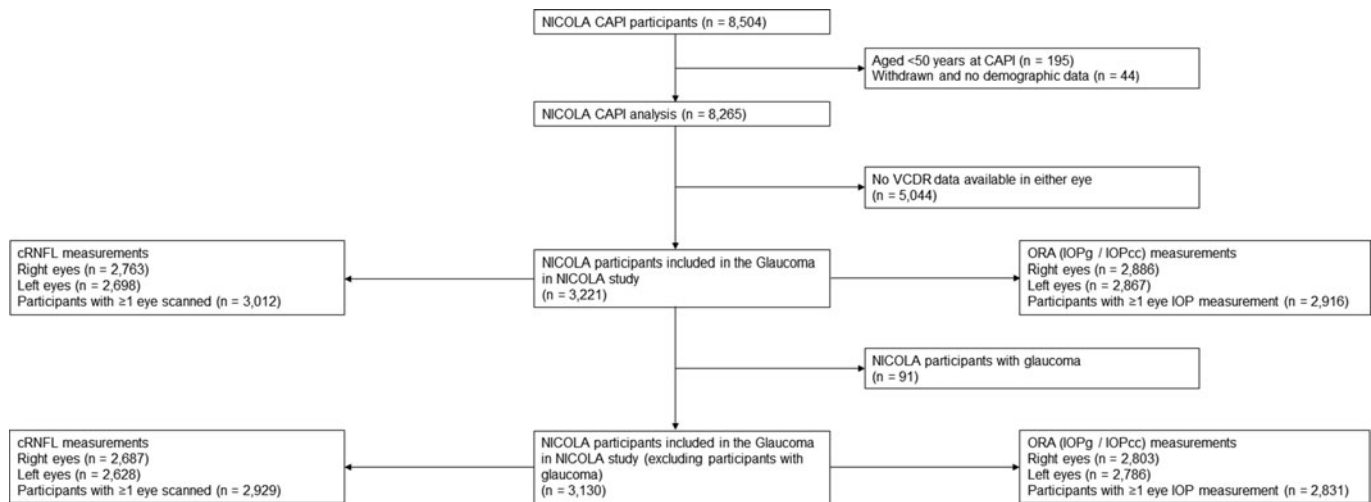 NICOLA CAPI participants (n = 8,504)
Aged <50 years at CAPI (n = 195)
Withdrawn and no demographic data (n = 44)
NICOLA CAPI analysis (n = 8,265)
No VCDR data available in either eye
(n = 5,044)
cRNFL measurements
Right eyes (n = 2,763)
Left eyes (n = 2,698)
Participants with ≥1 eye scanned (n = 3,012)
NICOLA participants included in the Glaucoma
in NICOLA study
(n = 3,221)
ORA (IOPg / IOPcc) measurements
Right eyes (n = 2,886)
Left eyes (n = 2,867)
Participants with ≥1 eye IOP measurement (n = 2,916)
NICOLA participants with glaucoma
(n = 91)
cRNFL measurements
Right eyes (n = 2,687)
Left eyes (n = 2,628)
Participants with ≥1 eye scanned (n = 2,929)
NICOLA participants included in the Glaucoma
in NICOLA study (excluding participants with
glaucoma)
(n = 3,130)
ORA (IOPg / IOPcc) measurements
Right eyes (n = 2,803)
Left eyes (n = 2,786)
Participants with ≥1 eye IOP measurement (n = 2,831)